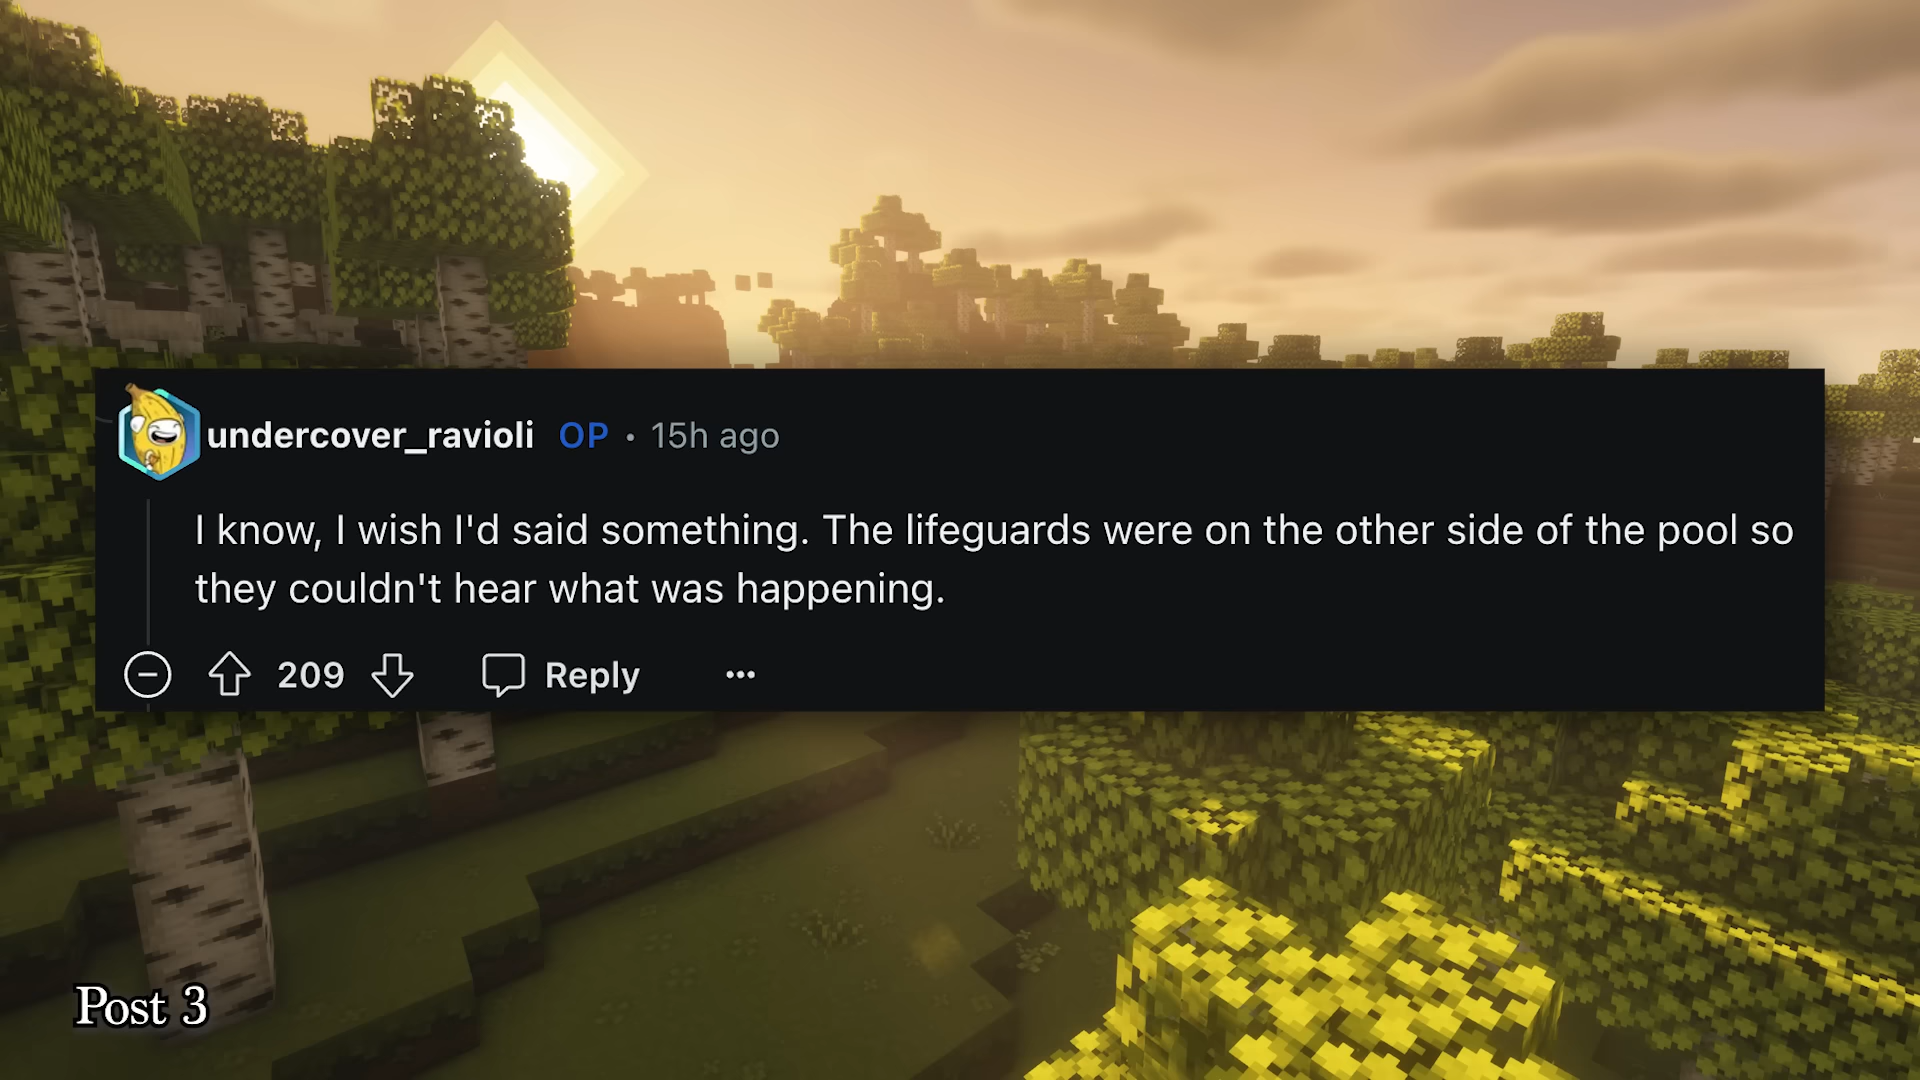 undercover_ravioli OP • 15h ago
I know, I wish I'd said something. The lifeguards were on the other side of the pool so
they couldn't hear what was happening.
209 Reply ...
Post 3